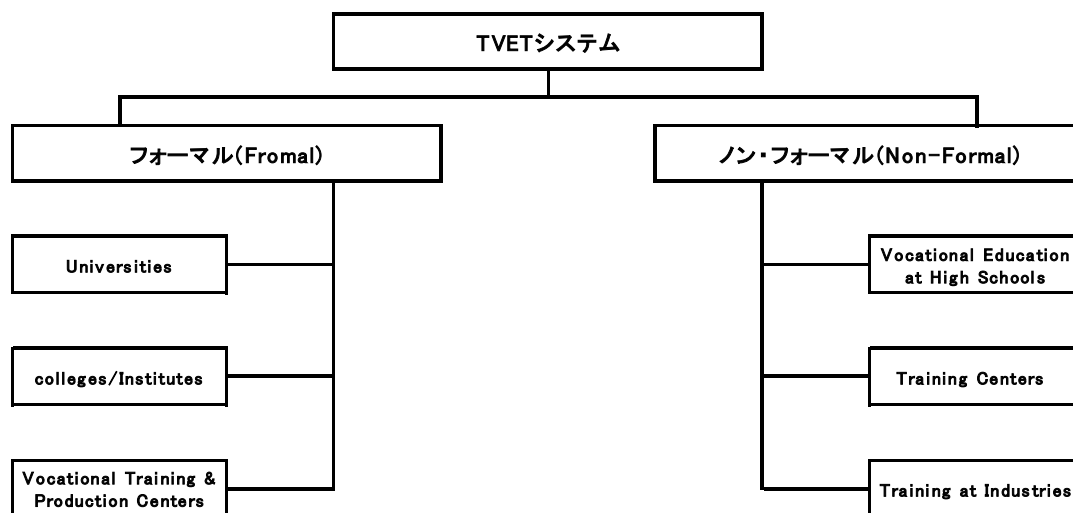 TVETシステム
フォーマル(Fromal)
ノン・フォーマル(Non-Formal)
Universities
Vocational Education
at High Schools
colleges/Institutes
Training Centers
Vocational Training &
Production Centers
Training at Industries